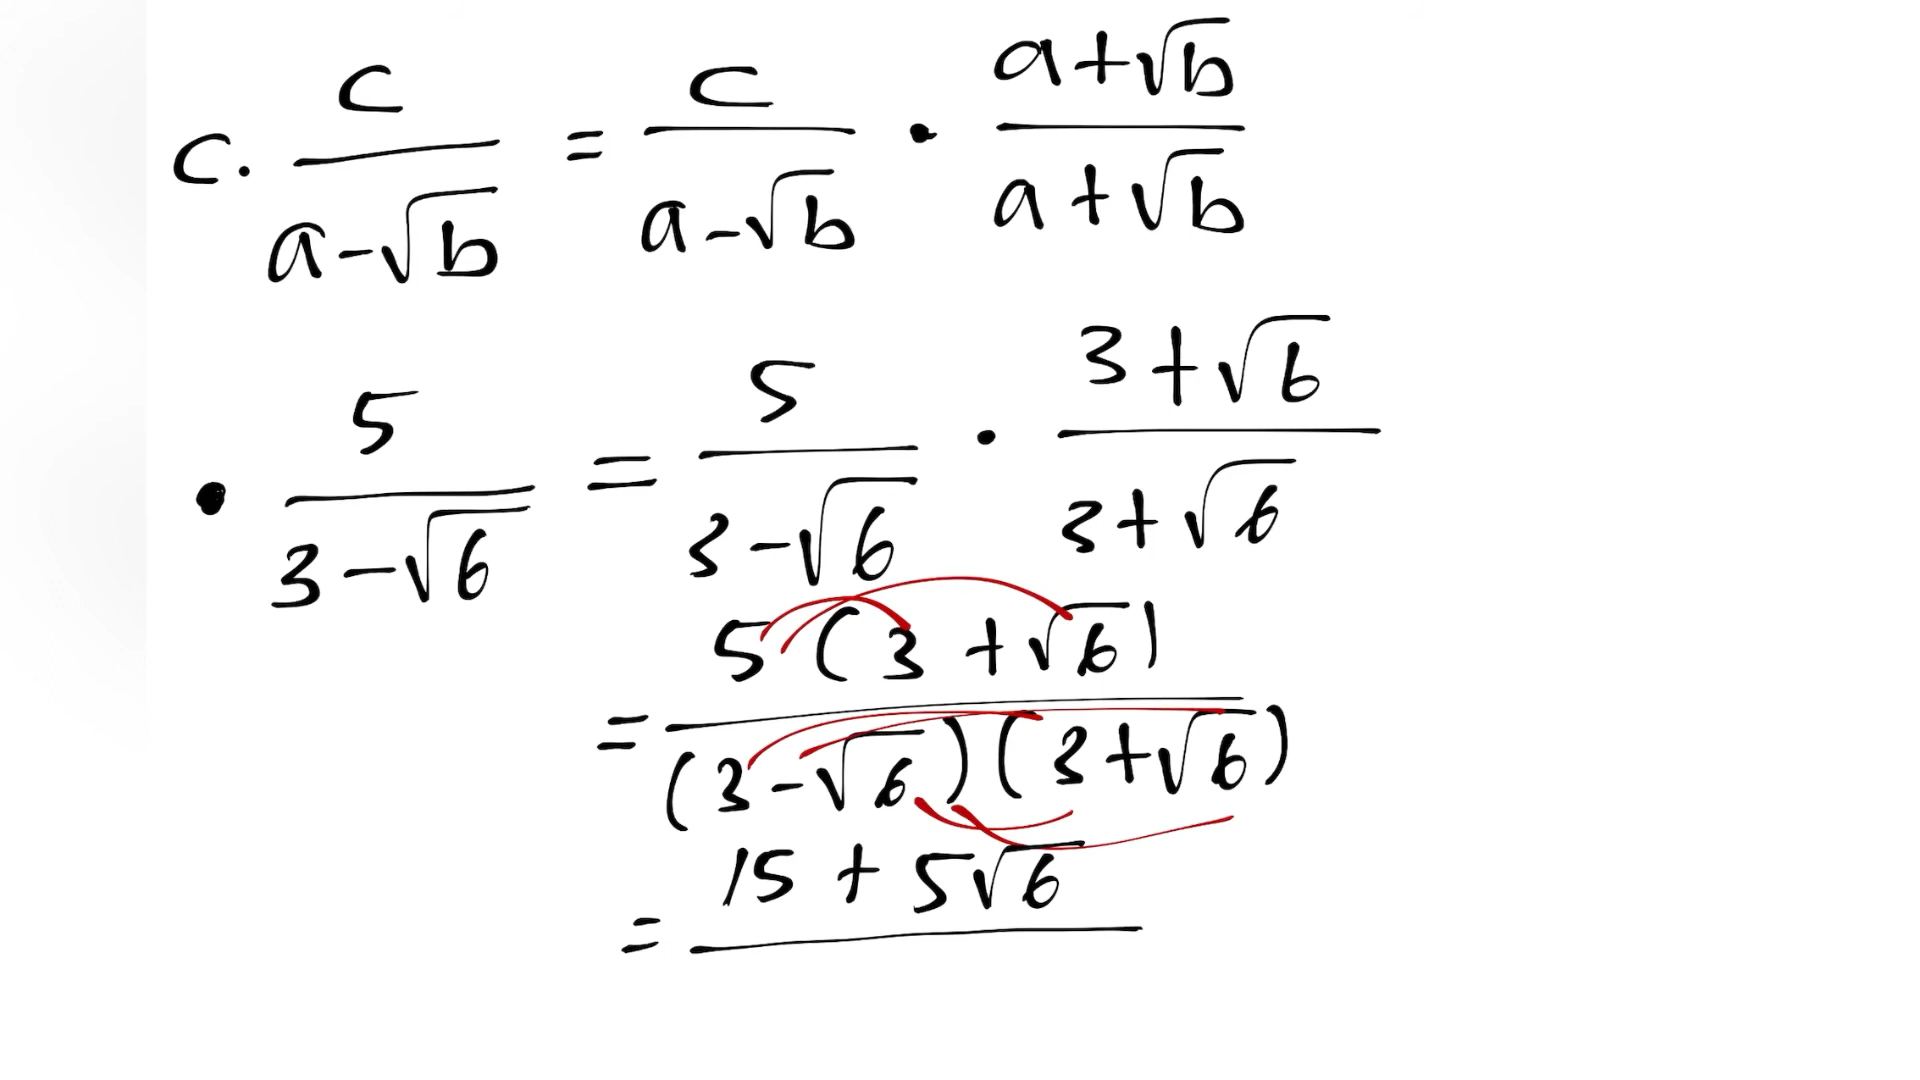 c. c/(a-√b) = c/(a-√b) • (a+√b)/(a+√b)
• 5/(3-√6) = 5/(3-√6) • (3+√6)/(3+√6)
= 5(3+√6)/(3-√6)(3+√6)
= 15+5√6